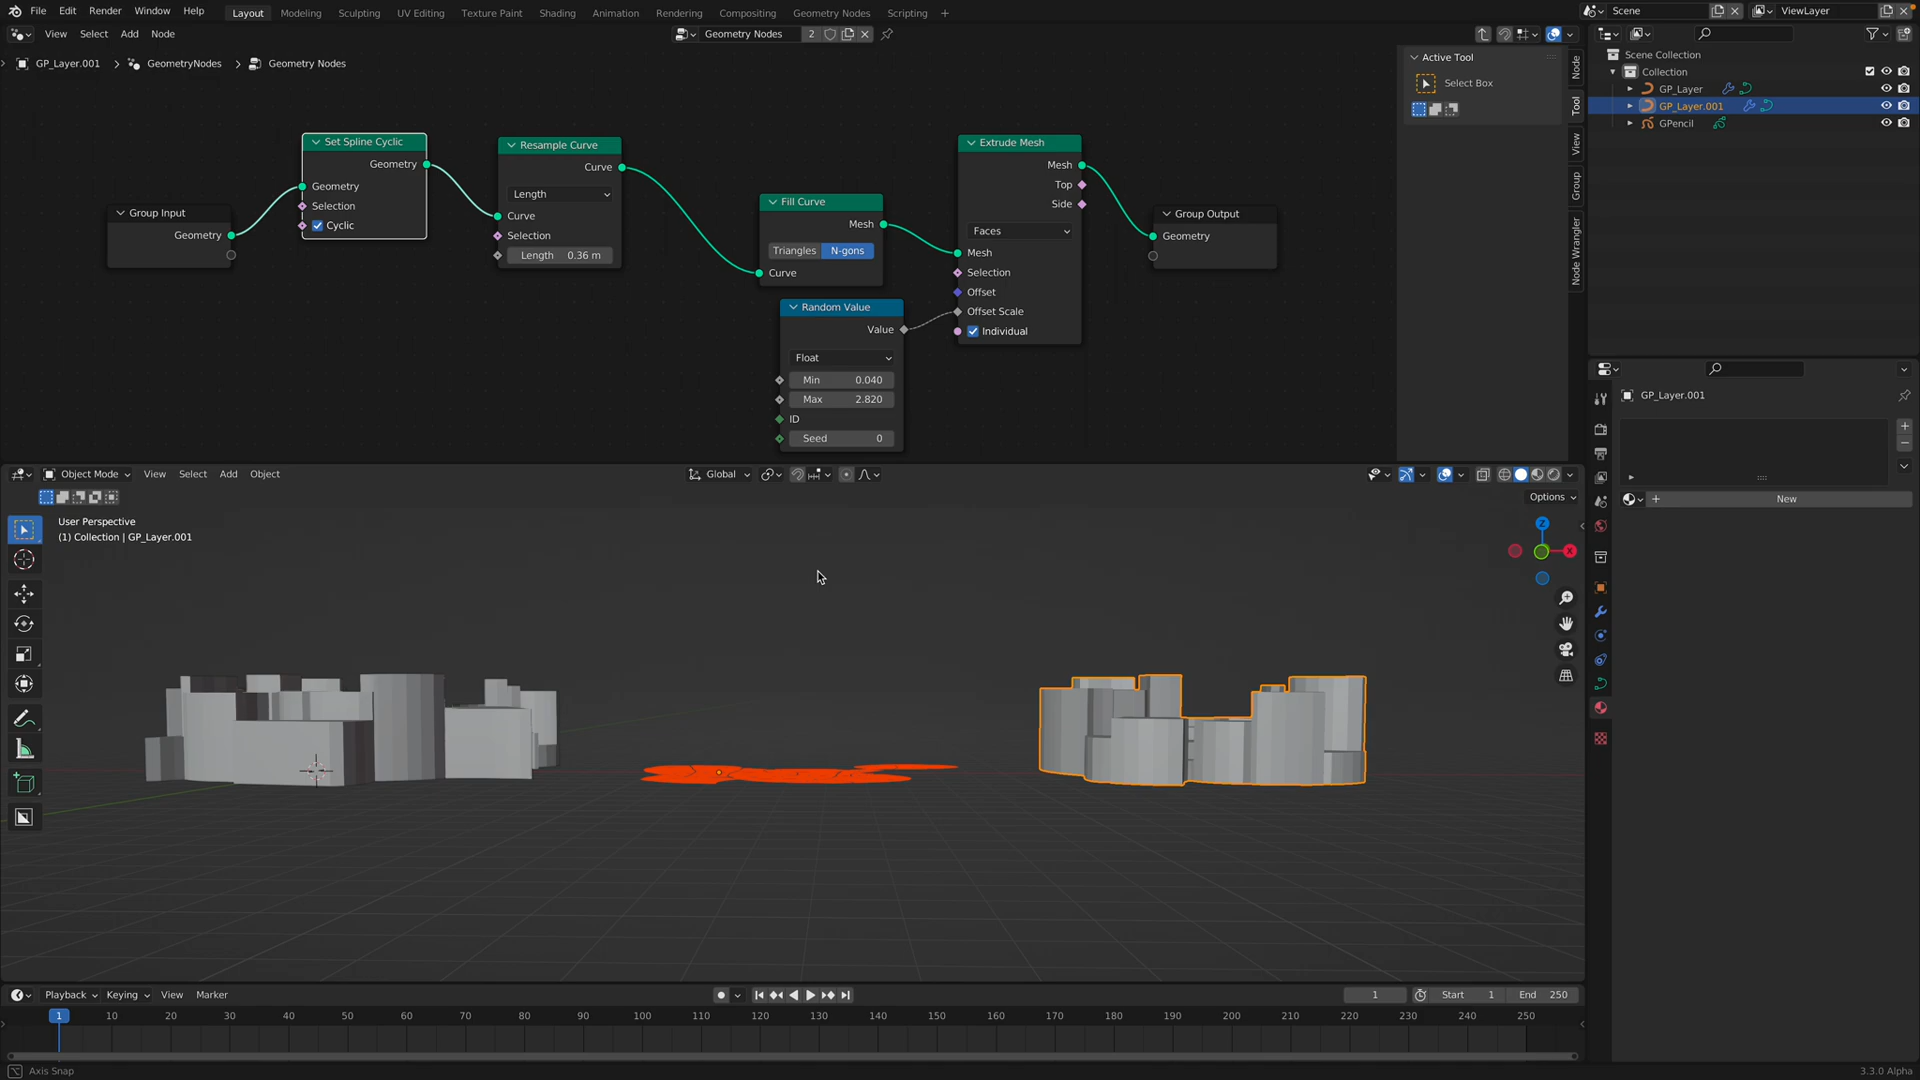 File Edit Render Window Help Layout Modeling Sculpting UV Editing Texture Paint Shading Animation Rendering Compositing Geometry Nodes Scripting + Scene ViewLayer
View Select Add Node Geometry Nodes 2
GP_Layer.001 > GeometryNodes > Geometry Nodes
Group Input
Geometry
Set Spline Cyclic
Geometry
Geometry
Selection
Cyclic
Resample Curve
Curve
Length
Curve
Selection
Length 0.36 m
Fill Curve
Mesh
Triangles N-gons
Curve
Random Value
Value
Float
Min 0.040
Max 2.820
ID
Seed 0
Extrude Mesh
Mesh
Top
Side
Faces
Mesh
Selection
Offset
Offset Scale
Individual
Group Output
Geometry
Active Tool
Select Box
Node
Tool
View
Group
Node Wrangler
Scene Collection
Collection
GP_Layer
GP_Layer.001
GPencil
GP_Layer.001
New
Object Mode View Select Add Object Global
Options
User Perspective
(1) Collection | GP_Layer.001
Z
X
Playback Keying View Marker 1 Start 1 End 250
1 10 20 30 40 50 60 70 80 90 100 110 120 130 140 150 160 170 180 190 200 210 220 230 240 250
Axis Snap 3.3.0 Alpha